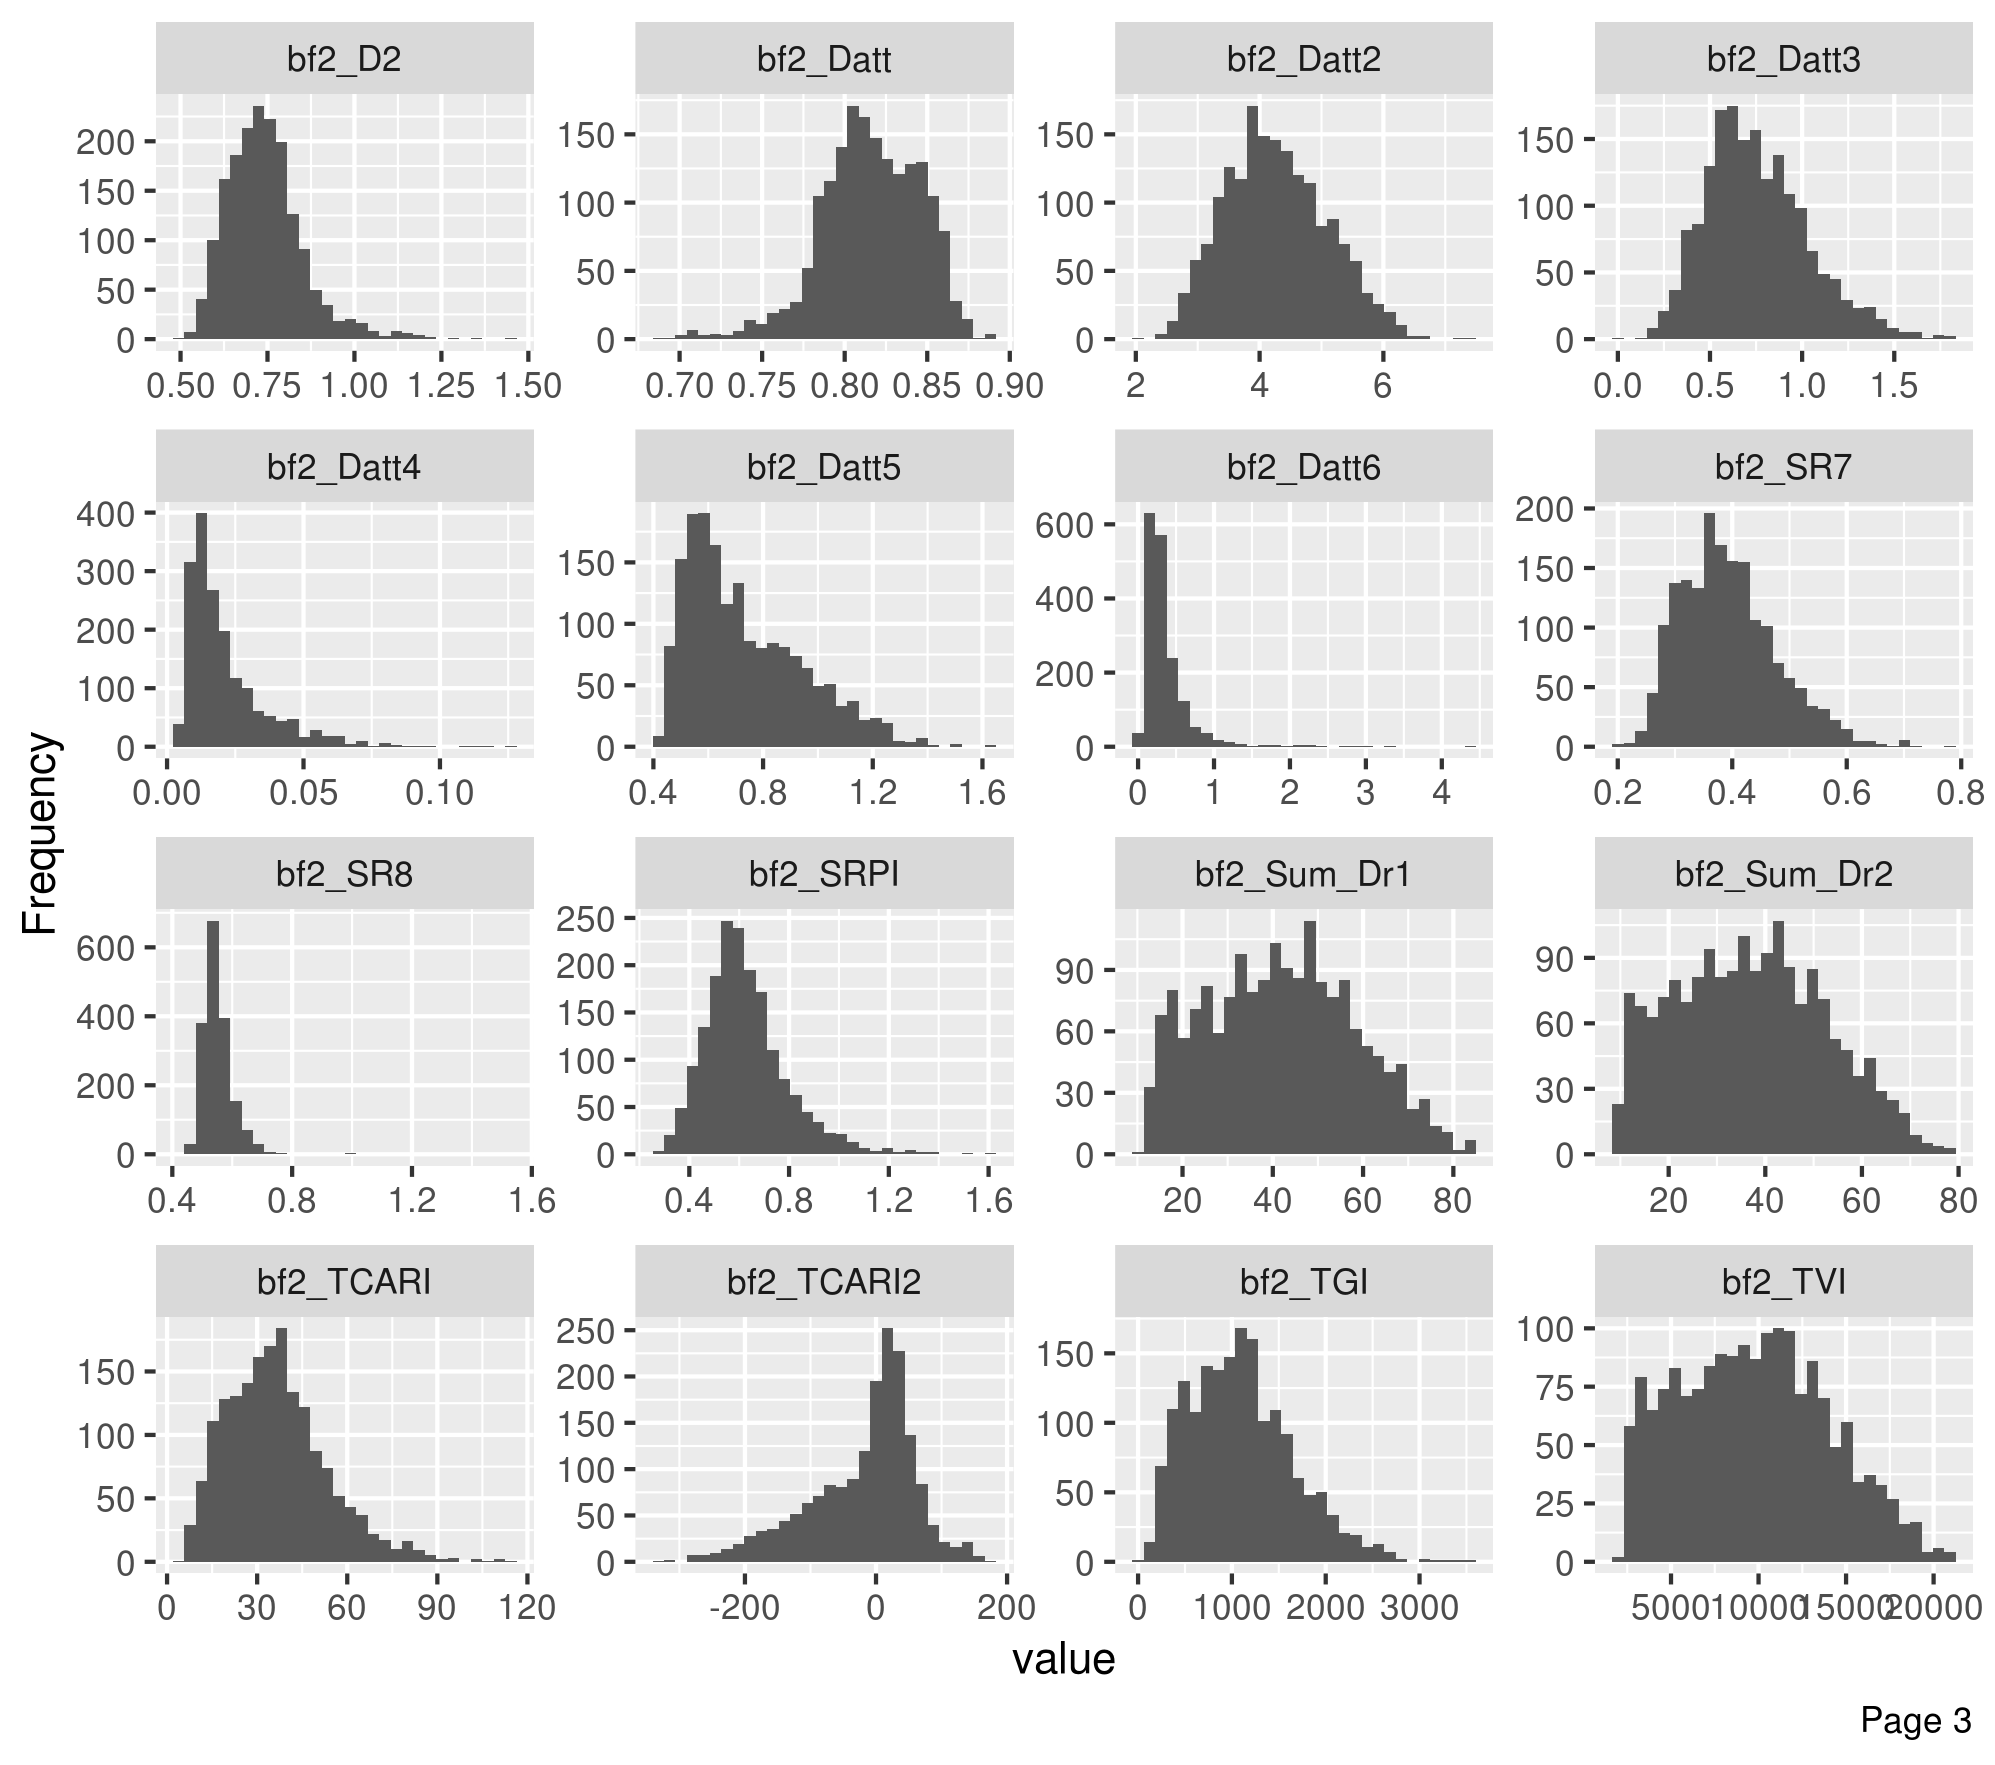 bf2_D2 bf2_Datt bf2_Datt2 bf2_Datt3
200 150 100 50 0
150 100 50 0
150 100 50 0
150 100 50 0
0.50 0.75 1.00 1.25 1.50
0.70 0.75 0.80 0.85 0.90
2 4 6
0.0 0.5 1.0 1.5
bf2_Datt4 bf2_Datt5 bf2_Datt6 bf2_SR7
400 300 200 100 0
150 100 50 0
600 400 200 0
200 150 100 50 0
0.00 0.05 0.10
0.4 0.8 1.2 1.6
0 1 2 3 4
0.2 0.4 0.6 0.8
Frequency
bf2_SR8 bf2_SRPI bf2_Sum_Dr1 bf2_Sum_Dr2
600 400 200 0
250 200 150 100 50 0
90 60 30 0
90 60 30 0
0.4 0.8 1.2 1.6
0.4 0.8 1.2 1.6
20 40 60 80
20 40 60 80
bf2_TCARI bf2_TCARI2 bf2_TGI bf2_TVI
150 100 50 0
250 200 150 100 50 0
150 100 50 0
100 75 50 25 0
0 30 60 90 120
-200 0 200
0 1000 2000 3000
5000 10000 15000 20000
value
Page 3